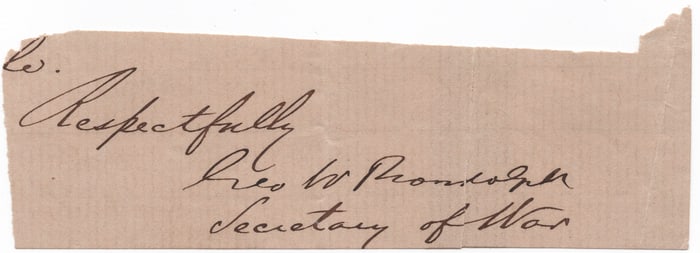 Respectfully
Geo W Randolph
Secretary of War